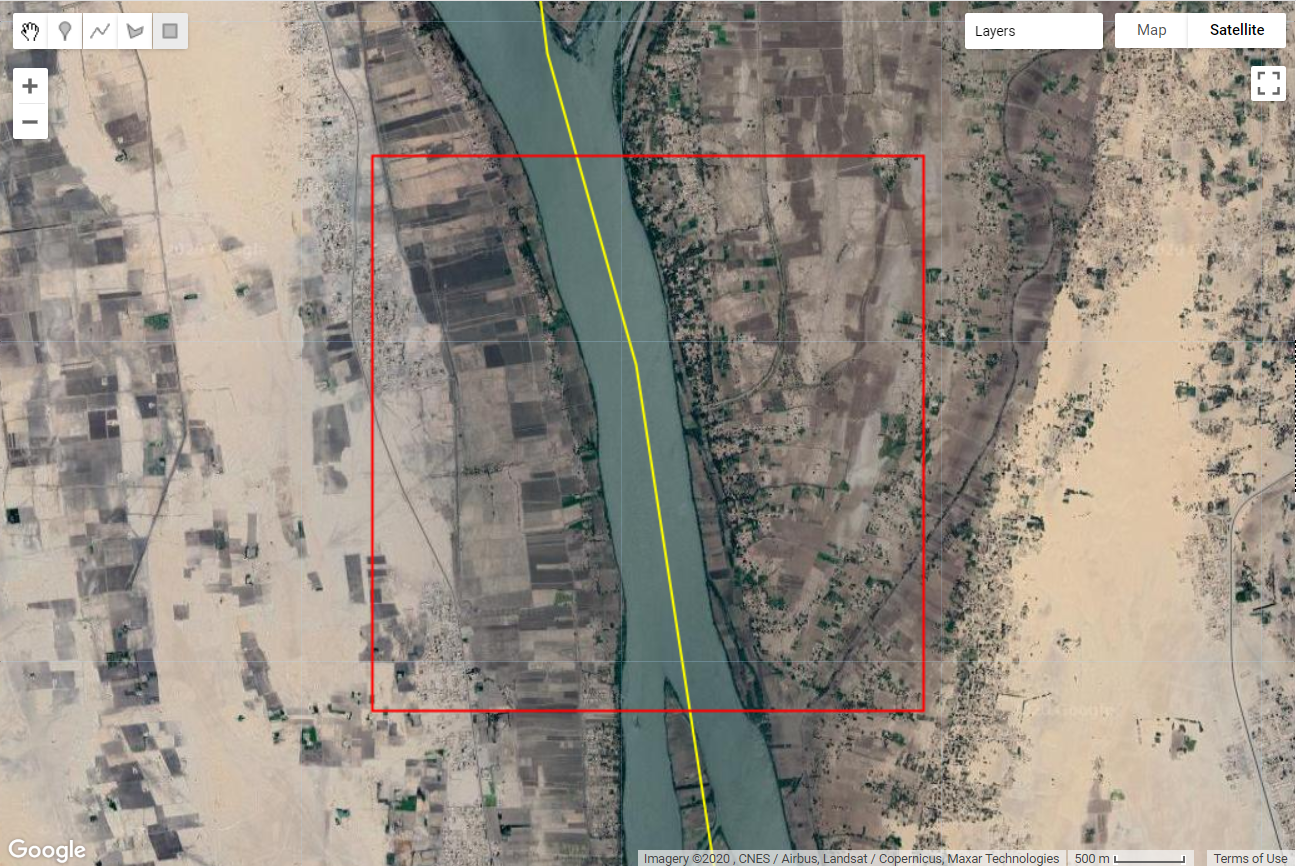 Layers
Map
Satellite
+
−
Google
Imagery ©2020 , CNES / Airbus, Landsat / Copernicus, Maxar Technologies
500 m
Terms of Use